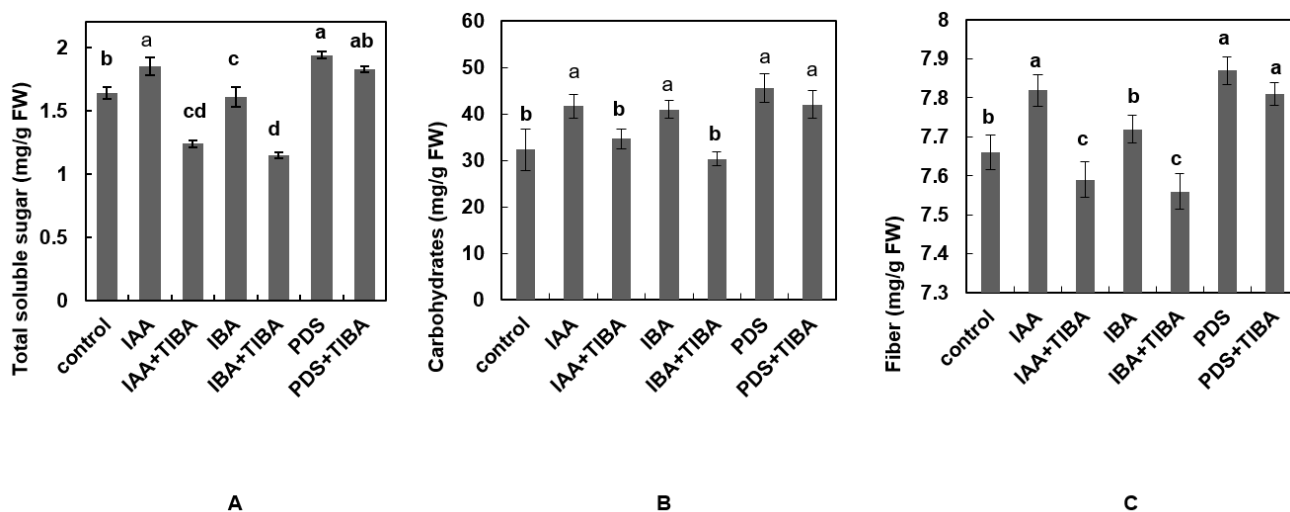 Total soluble sugar (mg/g FW)
2
1.5
1
0.5
0
b
a
cd
c
d
a
ab
control
IAA
IAA+TIBA
IBA
IBA+TIBA
PDS
PDS+TIBA
A
Carbohydrates (mg/g FW)
60
50
40
30
20
10
0
b
a
b
a
b
a
a
control
IAA
IAA+TIBA
IBA
IBA+TIBA
PDS
PDS+TIBA
B
Fiber (mg/g FW)
8
7.9
7.8
7.7
7.6
7.5
7.4
7.3
b
a
c
b
c
a
a
control
IAA
IAA+TIBA
IBA
IBA+TIBA
PDS
PDS+TIBA
C